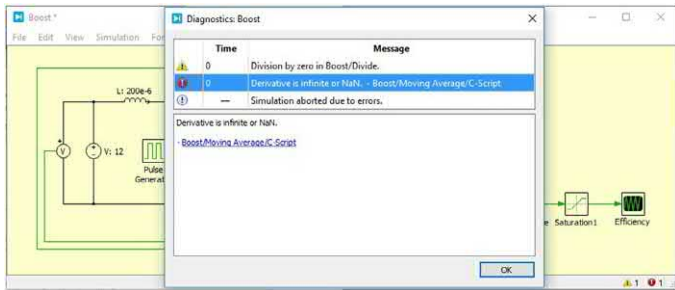 Boost *
File Edit View Simulation
Diagnostics: Boost
Time Message
0 Division by zero in Boost/Divide.
0 Derivative is infinite or NaN. - Boost/Moving Average/C-Script
— Simulation aborted due to errors.
Derivative is infinite or NaN.
- Boost/Moving Average/C-Script
OK
L: 200e-6
V
V: 12
Pulse
Generat
Saturation1
Efficiency
1 1